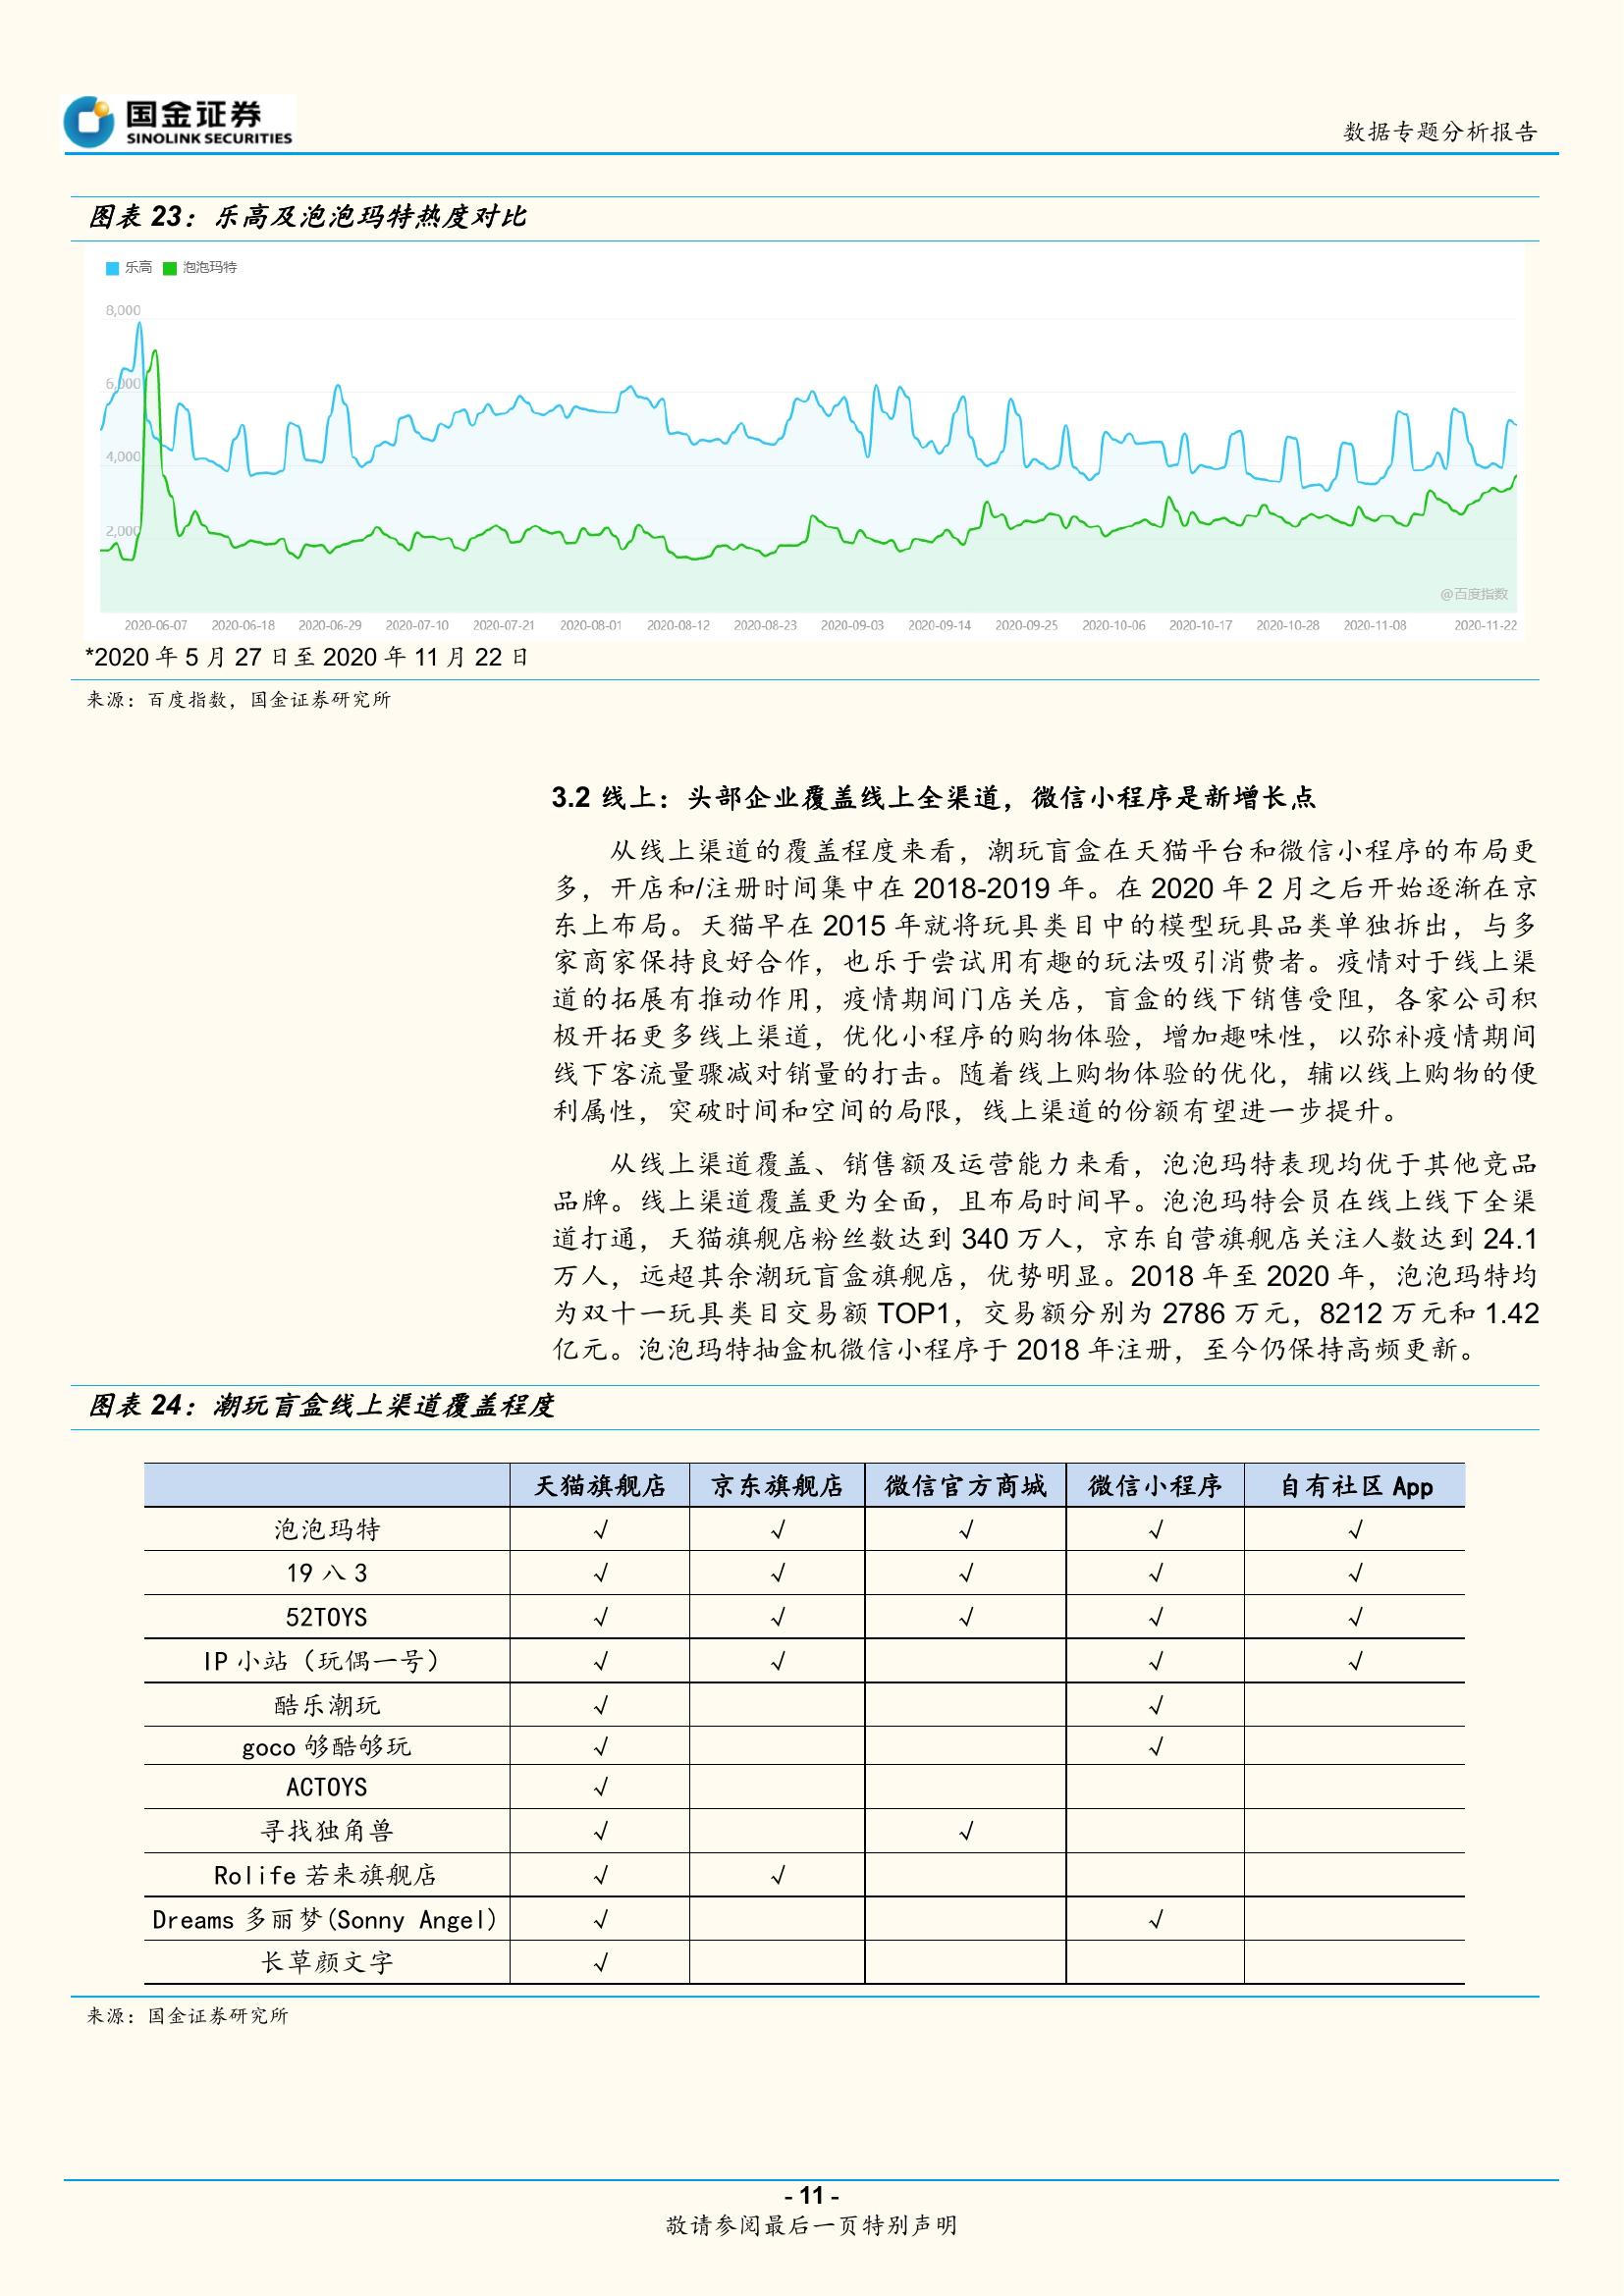 国金证券
SINOLINK SECURITIES
数据专题分析报告
图表 23：乐高及泡泡玛特热度对比
乐高 泡泡玛特
8,000
6,000
4,000
2,000
@百度指数
2020-06-07 2020-06-18 2020-06-29 2020-07-10 2020-07-21 2020-08-01 2020-08-12 2020-08-23 2020-09-03 2020-09-14 2020-09-25 2020-10-06 2020-10-17 2020-10-28 2020-11-08 2020-11-22
*2020 年 5 月 27 日至 2020 年 11 月 22 日
来源：百度指数，国金证券研究所
3.2 线上：头部企业覆盖线上全渠道，微信小程序是新增长点
从线上渠道的覆盖程度来看，潮玩盲盒在天猫平台和微信小程序的布局更
多，开店和/注册时间集中在 2018-2019 年。在 2020 年 2 月之后开始逐渐在京
东上布局。天猫早在 2015 年就将玩具类目中的模型玩具品类单独拆出，与多
家商家保持良好合作，也乐于尝试用有趣的玩法吸引消费者。疫情对于线上渠
道的拓展有推动作用，疫情期间门店关店，盲盒的线下销售受阻，各家公司积
极开拓更多线上渠道，优化小程序的购物体验，增加趣味性，以弥补疫情期间
线下客流量骤减对销量的打击。随着线上购物体验的优化，辅以线上购物的便
利属性，突破时间和空间的局限，线上渠道的份额有望进一步提升。
从线上渠道覆盖、销售额及运营能力来看，泡泡玛特表现均优于其他竞品
品牌。线上渠道覆盖更为全面，且布局时间早。泡泡玛特会员在线上线下全渠
道打通，天猫旗舰店粉丝数达到 340 万人，京东自营旗舰店关注人数达到 24.1
万人，远超其余潮玩盲盒旗舰店，优势明显。2018 年至 2020 年，泡泡玛特均
为双十一玩具类目交易额 TOP1，交易额分别为 2786 万元，8212 万元和 1.42
亿元。泡泡玛特抽盒机微信小程序于 2018 年注册，至今仍保持高频更新。
图表 24：潮玩盲盒线上渠道覆盖程度
天猫旗舰店 京东旗舰店 微信官方商城 微信小程序 自有社区 App
泡泡玛特 √ √ √ √ √
19 八 3 √ √ √ √ √
52TOYS √ √ √ √ √
IP 小站（玩偶一号） √ √ √ √
酷乐潮玩 √ √
goco 够酷够玩 √ √
ACTOYS √
寻找独角兽 √ √
Rolife 若来旗舰店 √ √
Dreams 多丽梦(Sonny Angel) √ √
长草颜文字 √
来源：国金证券研究所
- 11 -
敬请参阅最后一页特别声明